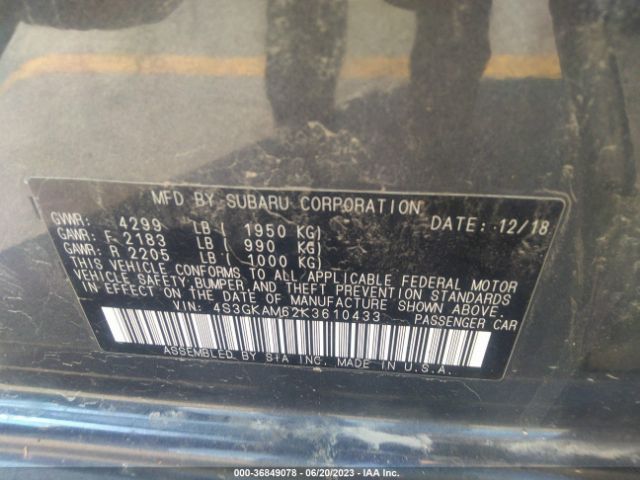 MFD BY SUBARU CORPORATION
GVWR: 4299 LB ( 1950 KG) DATE: 12/18
GAWR: F 2183 LB ( 990 KG)
GAWR: R 2205 LB ( 1000 KG)
THIS VEHICLE CONFORMS TO ALL APPLICABLE FEDERAL MOTOR
VEHICLE SAFETY, BUMPER, AND THEFT PREVENTION STANDARDS
IN EFFECT ON THE DATE OF MANUFACTURE SHOWN ABOVE.
VIN: 4S3GKAM62K3610433 PASSENGER CAR
ASSEMBLED BY SIA INC. MADE IN U.S.A.
000-36849078 - 06/20/2023 - IAA Inc.